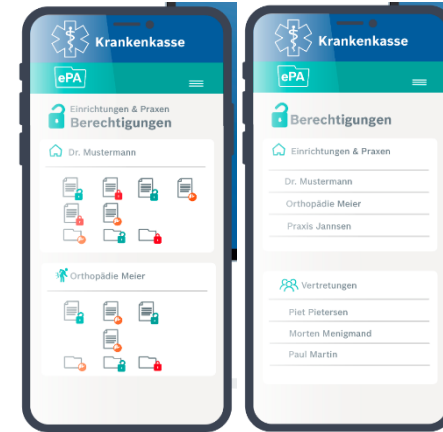 Krankenkasse
ePA
Einrichtungen & Praxen
Berechtigungen
Dr. Mustermann
Orthopädie Meier
Krankenkasse
ePA
Berechtigungen
Einrichtungen & Praxen
Dr. Mustermann
Orthopädie Meier
Praxis Jannsen
Vertretungen
Piet Pietersen
Morten Menigmand
Paul Martin